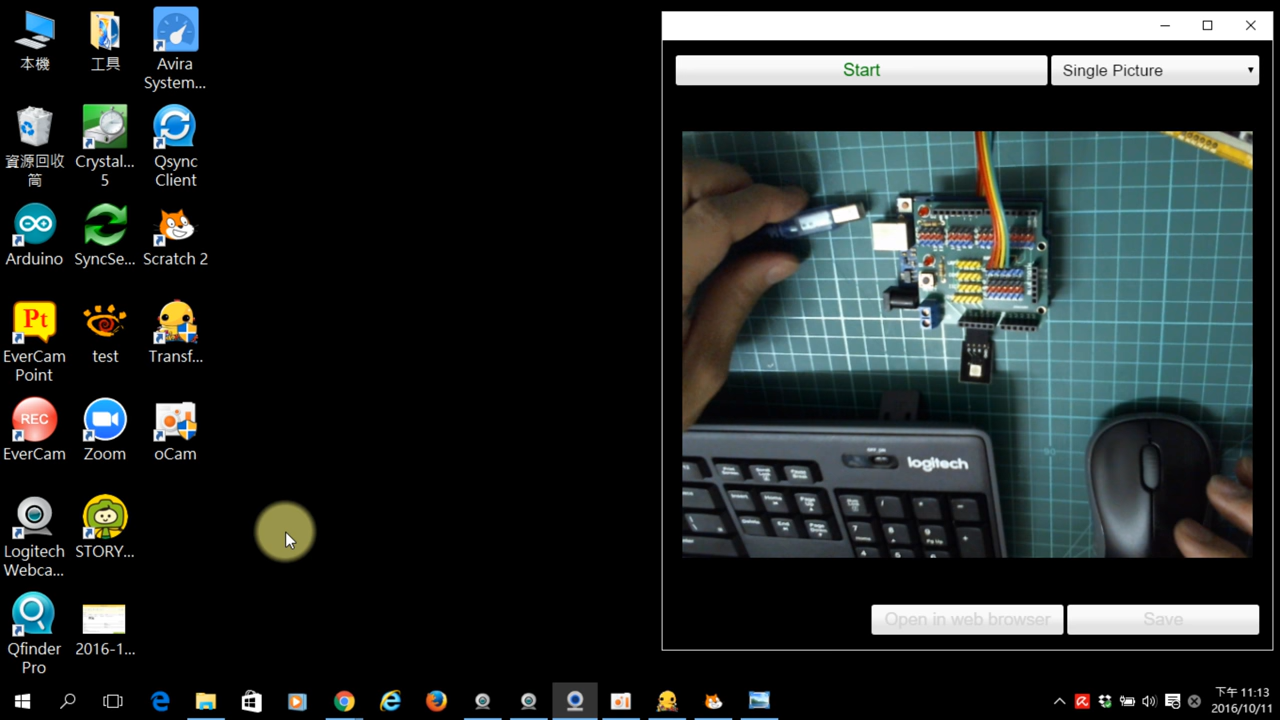 本機
工具
Avira
System...
資源回收
筒
Crystal...
5
Qsync
Client
Arduino
SyncSe...
Scratch 2
Pt
EverCam
Point
test
Transf...
REC
EverCam
Zoom
oCam
Logitech
Webca...
STORY...
Qfinder
Pro
2016-1...
Start
Single Picture
logitech
Open in web browser
Save
下午 11:13
2016/10/11